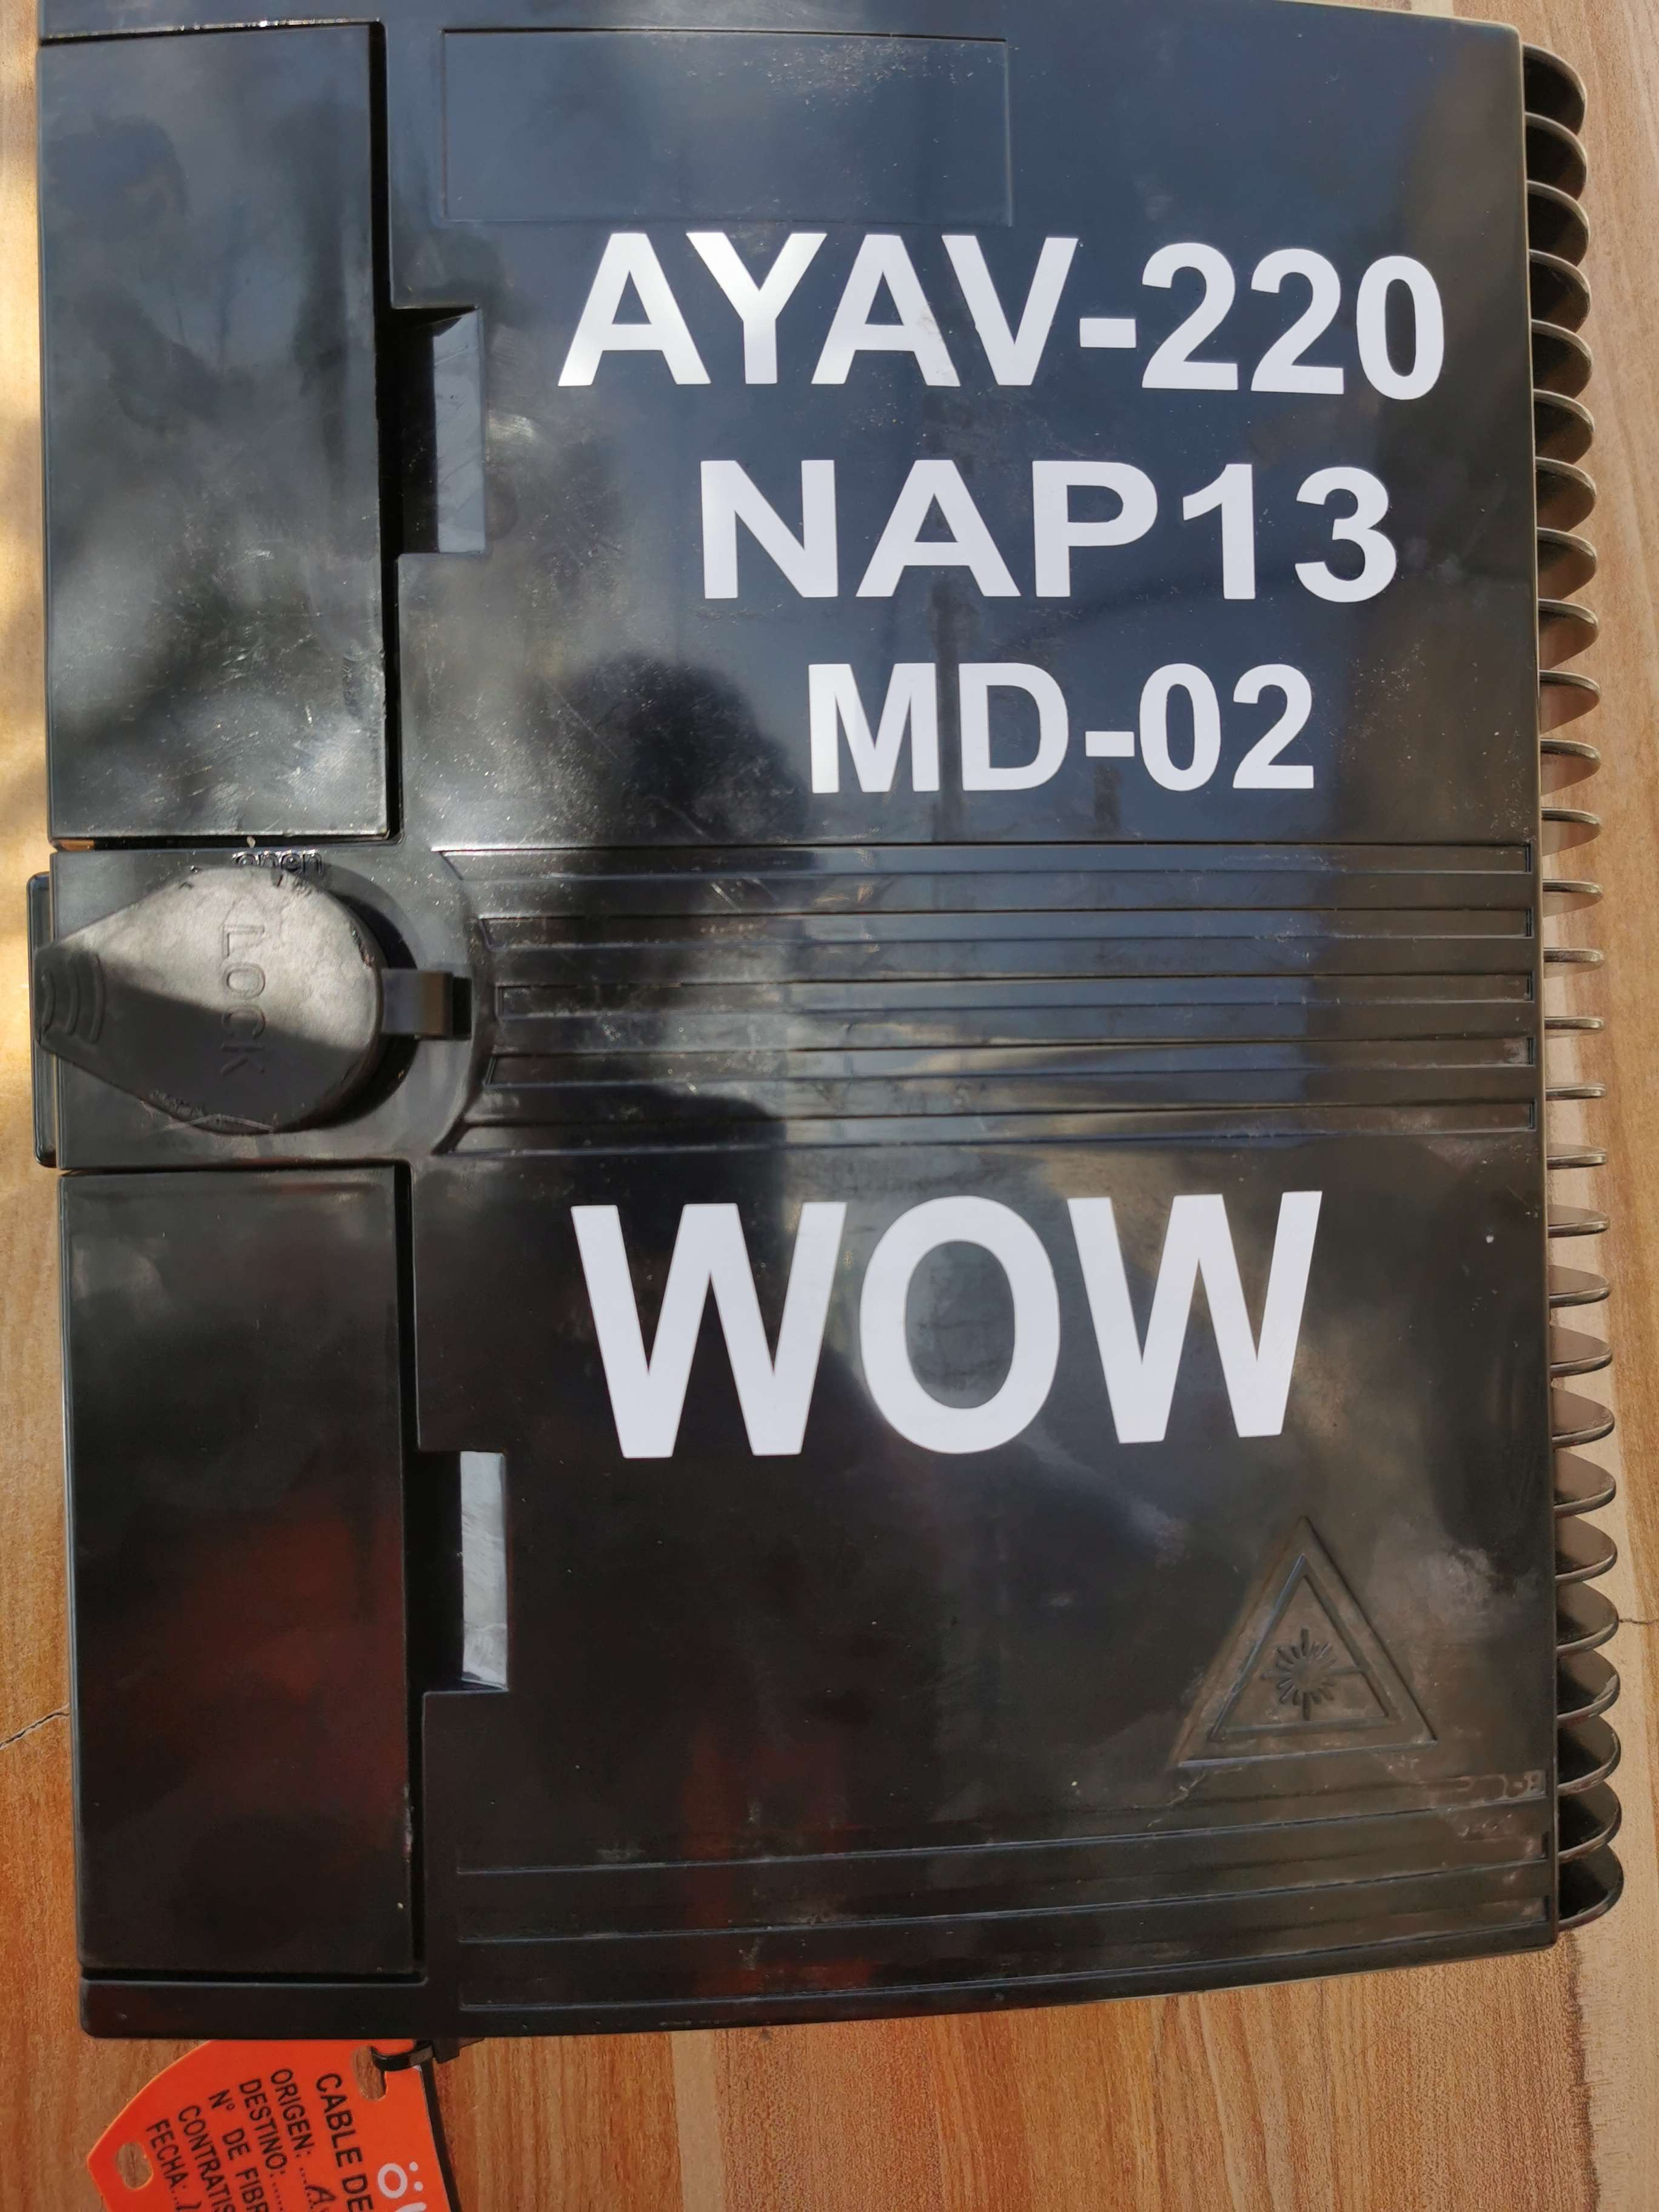 AYAV-220
NAP13
MD-02
open
LOCK
WOW
CABLE DE
ORIGEN:
DESTINO:
N° DE FIBR
CONTRATIS
FECHA: